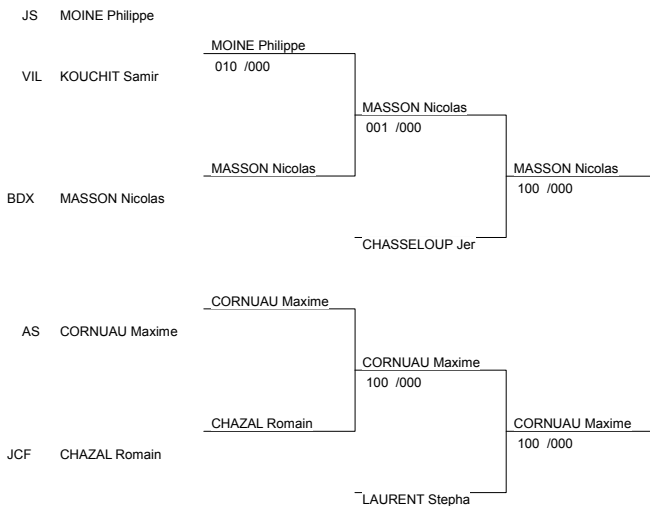 JS MOINE Philippe
MOINE Philippe
010 /000
VIL KOUCHIT Samir
MASSON Nicolas
001 /000
MASSON Nicolas
MASSON Nicolas
100 /000
BDX MASSON Nicolas
CHASSELOUP Jer
CORNUAU Maxime
AS CORNUAU Maxime
CORNUAU Maxime
100 /000
CHAZAL Romain
CORNUAU Maxime
100 /000
JCF CHAZAL Romain
LAURENT Stepha